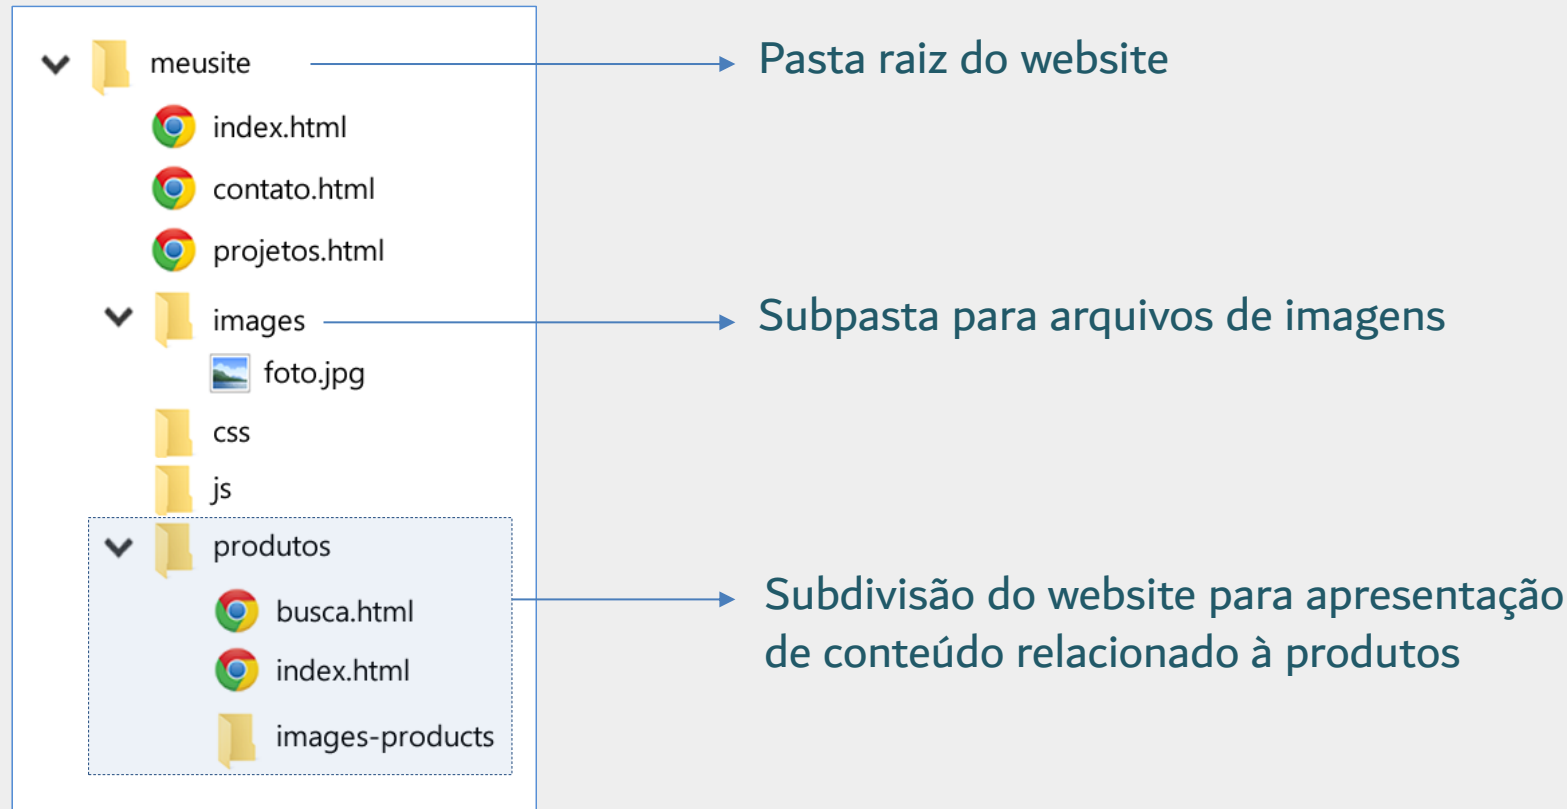 meusite
Pasta raiz do website
index.html
contato.html
projetos.html
images
Subpasta para arquivos de imagens
foto.jpg
css
js
produtos
busca.html
index.html
images-products
Subdivisão do website para apresentação
de conteúdo relacionado à produtos